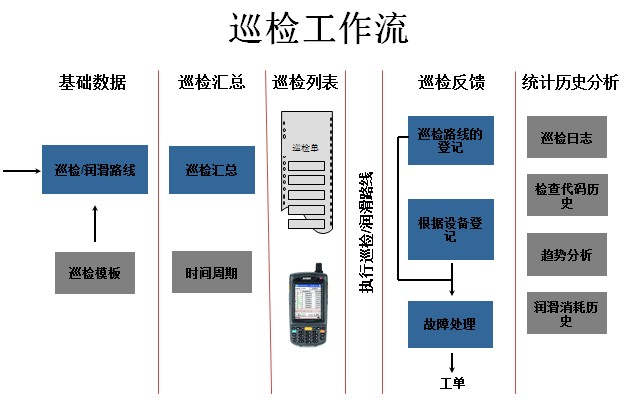 巡检工作流
基础数据
巡检汇总
巡检列表
巡检反馈
统计历史分析
巡检/润滑路线
巡检模板
巡检汇总
时间周期
巡检单
执行巡检/润滑路线
巡检路线的
登记
根据设备登
记
故障处理
工单
巡检日志
检查代码历
史
趋势分析
润滑消耗历
史